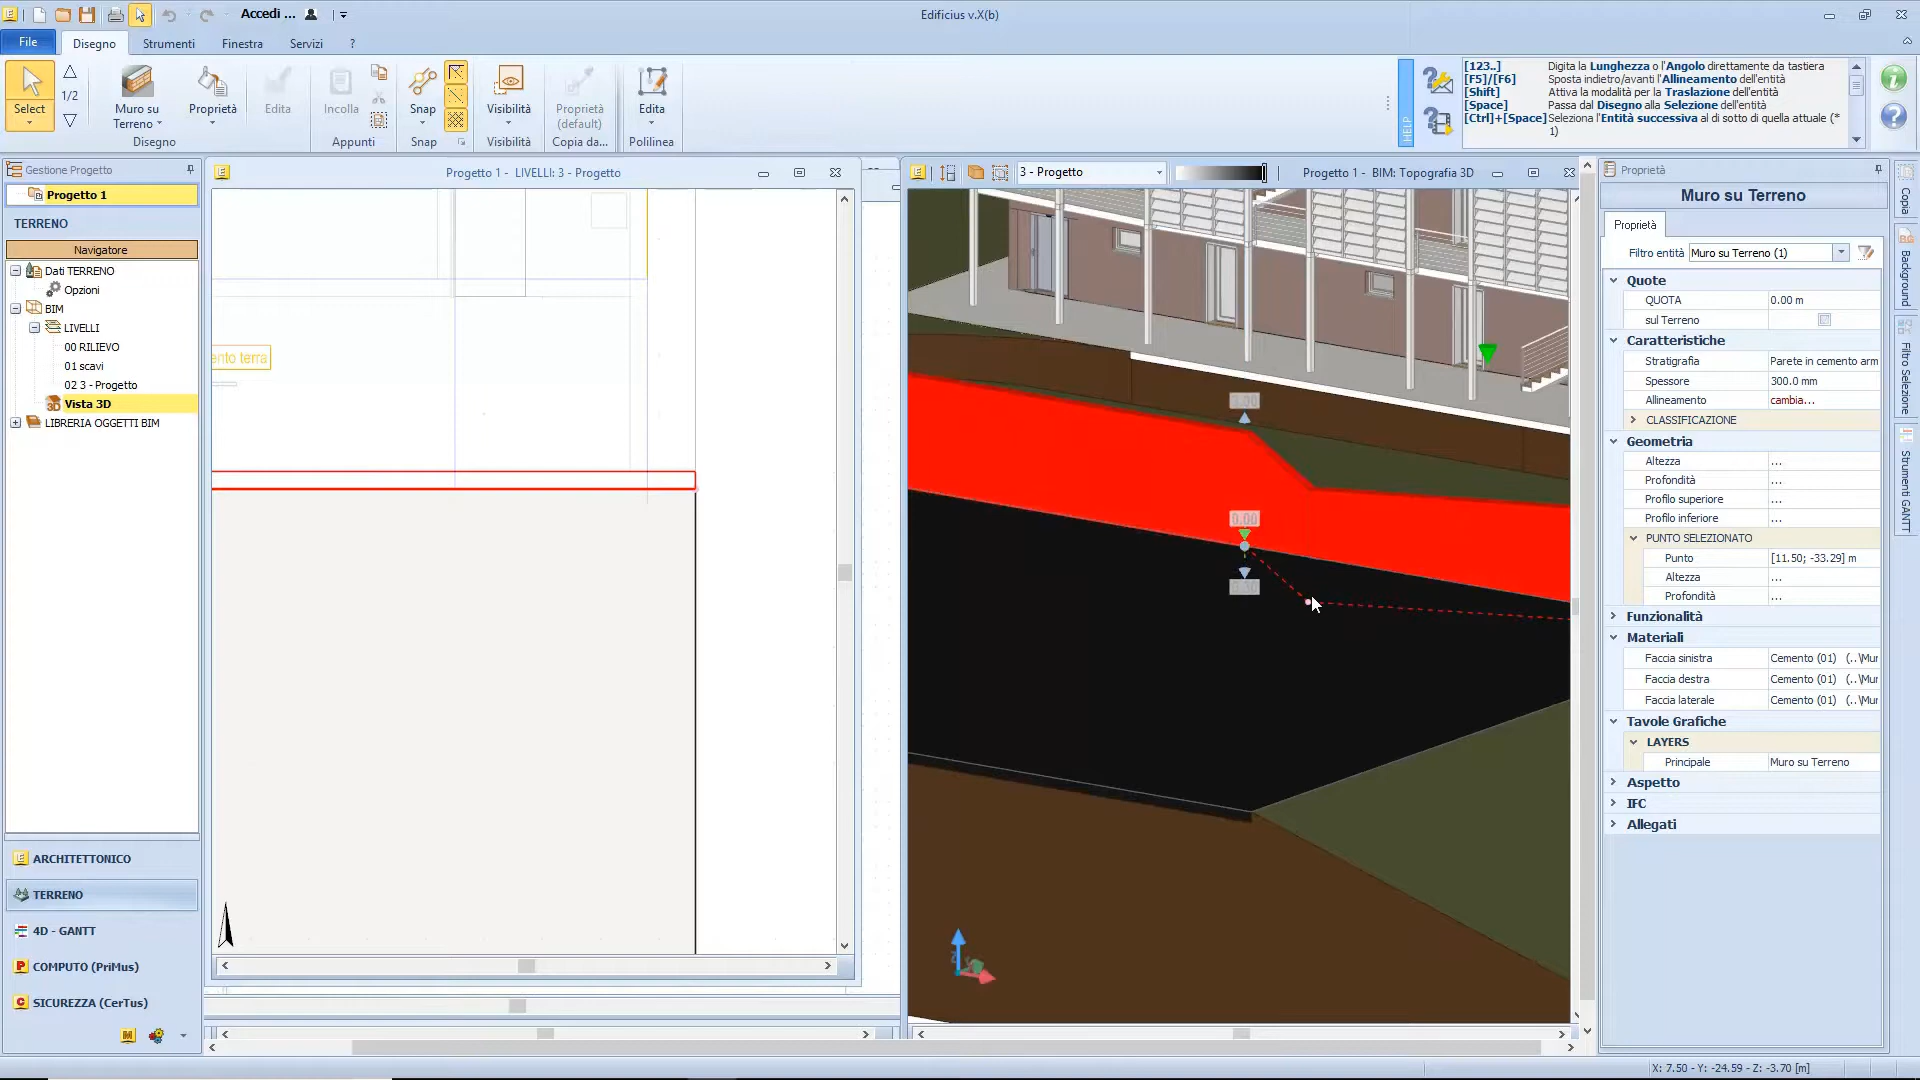 Accedi ...
Edificius v.X(b)
File
Disegno
Strumenti
Finestra
Servizi
?
Select
1/2
Muro su
Terreno
Proprietà
Edita
Disegno
Incolla
Appunti
Snap
Snap
Visibilità
Visibilità
Proprietà
(default)
Copia da...
Edita
Polilinea
HELP
[123..] Digita la Lunghezza o l'Angolo direttamente da tastiera
[F5]/[F6] Sposta indietro/avanti l'Allineamento dell'entità
[Shift] Attiva la modalità per la Traslazione dell'entità
[Space] Passa dal Disegno alla Selezione dell'entità
[Ctrl]+[Space] Seleziona l'Entità successiva al di sotto di quella attuale (*
1)
Gestione Progetto
Progetto 1
TERRENO
Navigatore
Dati TERRENO
Opzioni
BIM
LIVELLI
00 RILIEVO
01 scavi
02 3 - Progetto
Vista 3D
LIBRERIA OGGETTI BIM
ARCHITETTONICO
TERRENO
4D - GANTT
COMPUTO (PriMus)
SICUREZZA (CerTus)
Progetto 1 - LIVELLI: 3 - Progetto
ento terra
3 - Progetto
Progetto 1 - BIM: Topografia 3D
0.00
Proprietà
Muro su Terreno
Proprietà
Filtro entità Muro su Terreno (1)
Quote
QUOTA 0.00 m
sul Terreno
Caratteristiche
Stratigrafia Parete in cemento arm
Spessore 300.0 mm
Allineamento cambia...
CLASSIFICAZIONE
Geometria
Altezza ...
Profondità ...
Profilo superiore ...
Profilo inferiore ...
PUNTO SELEZIONATO
Punto [11.50; -33.29] m
Altezza ...
Profondità ...
Funzionalità
Materiali
Faccia sinistra Cemento (01) (..\Mur
Faccia destra Cemento (01) (..\Mur
Faccia laterale Cemento (01) (..\Mur
Tavole Grafiche
LAYERS
Principale Muro su Terreno
Aspetto
IFC
Allegati
Copia
Background
Filtro Selezione
Strumenti GANTT
X: 7.50 - Y: -24.59 - Z: -3.70 [m]